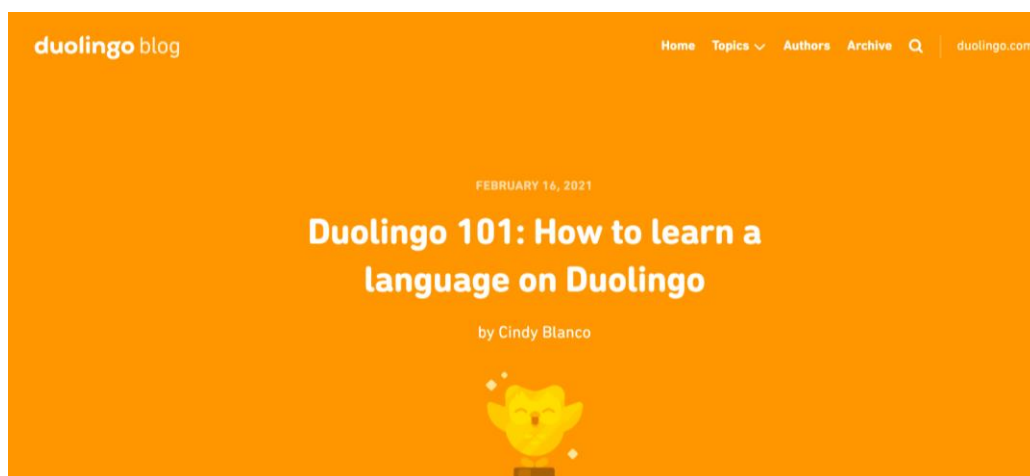 duolingo blog
Home Topics Authors Archive duolingo.com
FEBRUARY 16, 2021
Duolingo 101: How to learn a
language on Duolingo
by Cindy Blanco